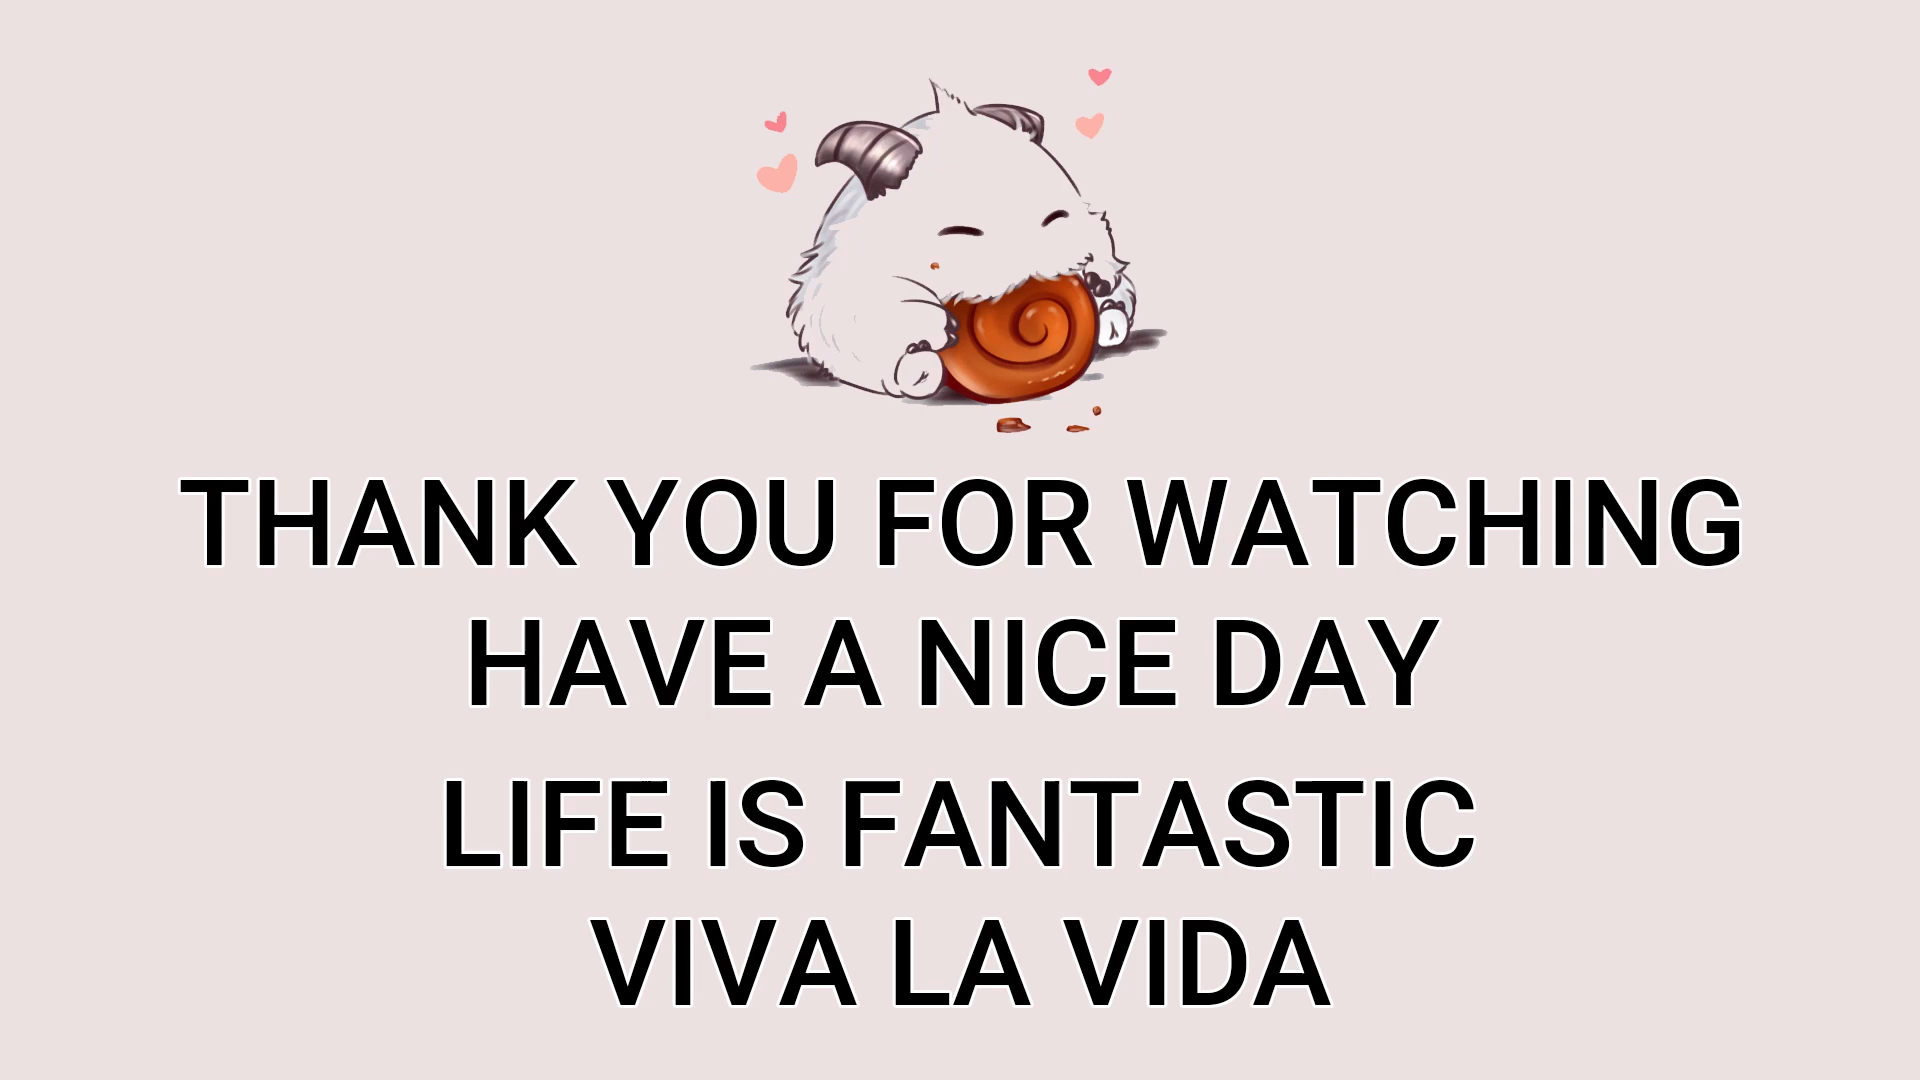 THANK YOU FOR WATCHING
HAVE A NICE DAY
LIFE IS FANTASTIC
VIVA LA VIDA